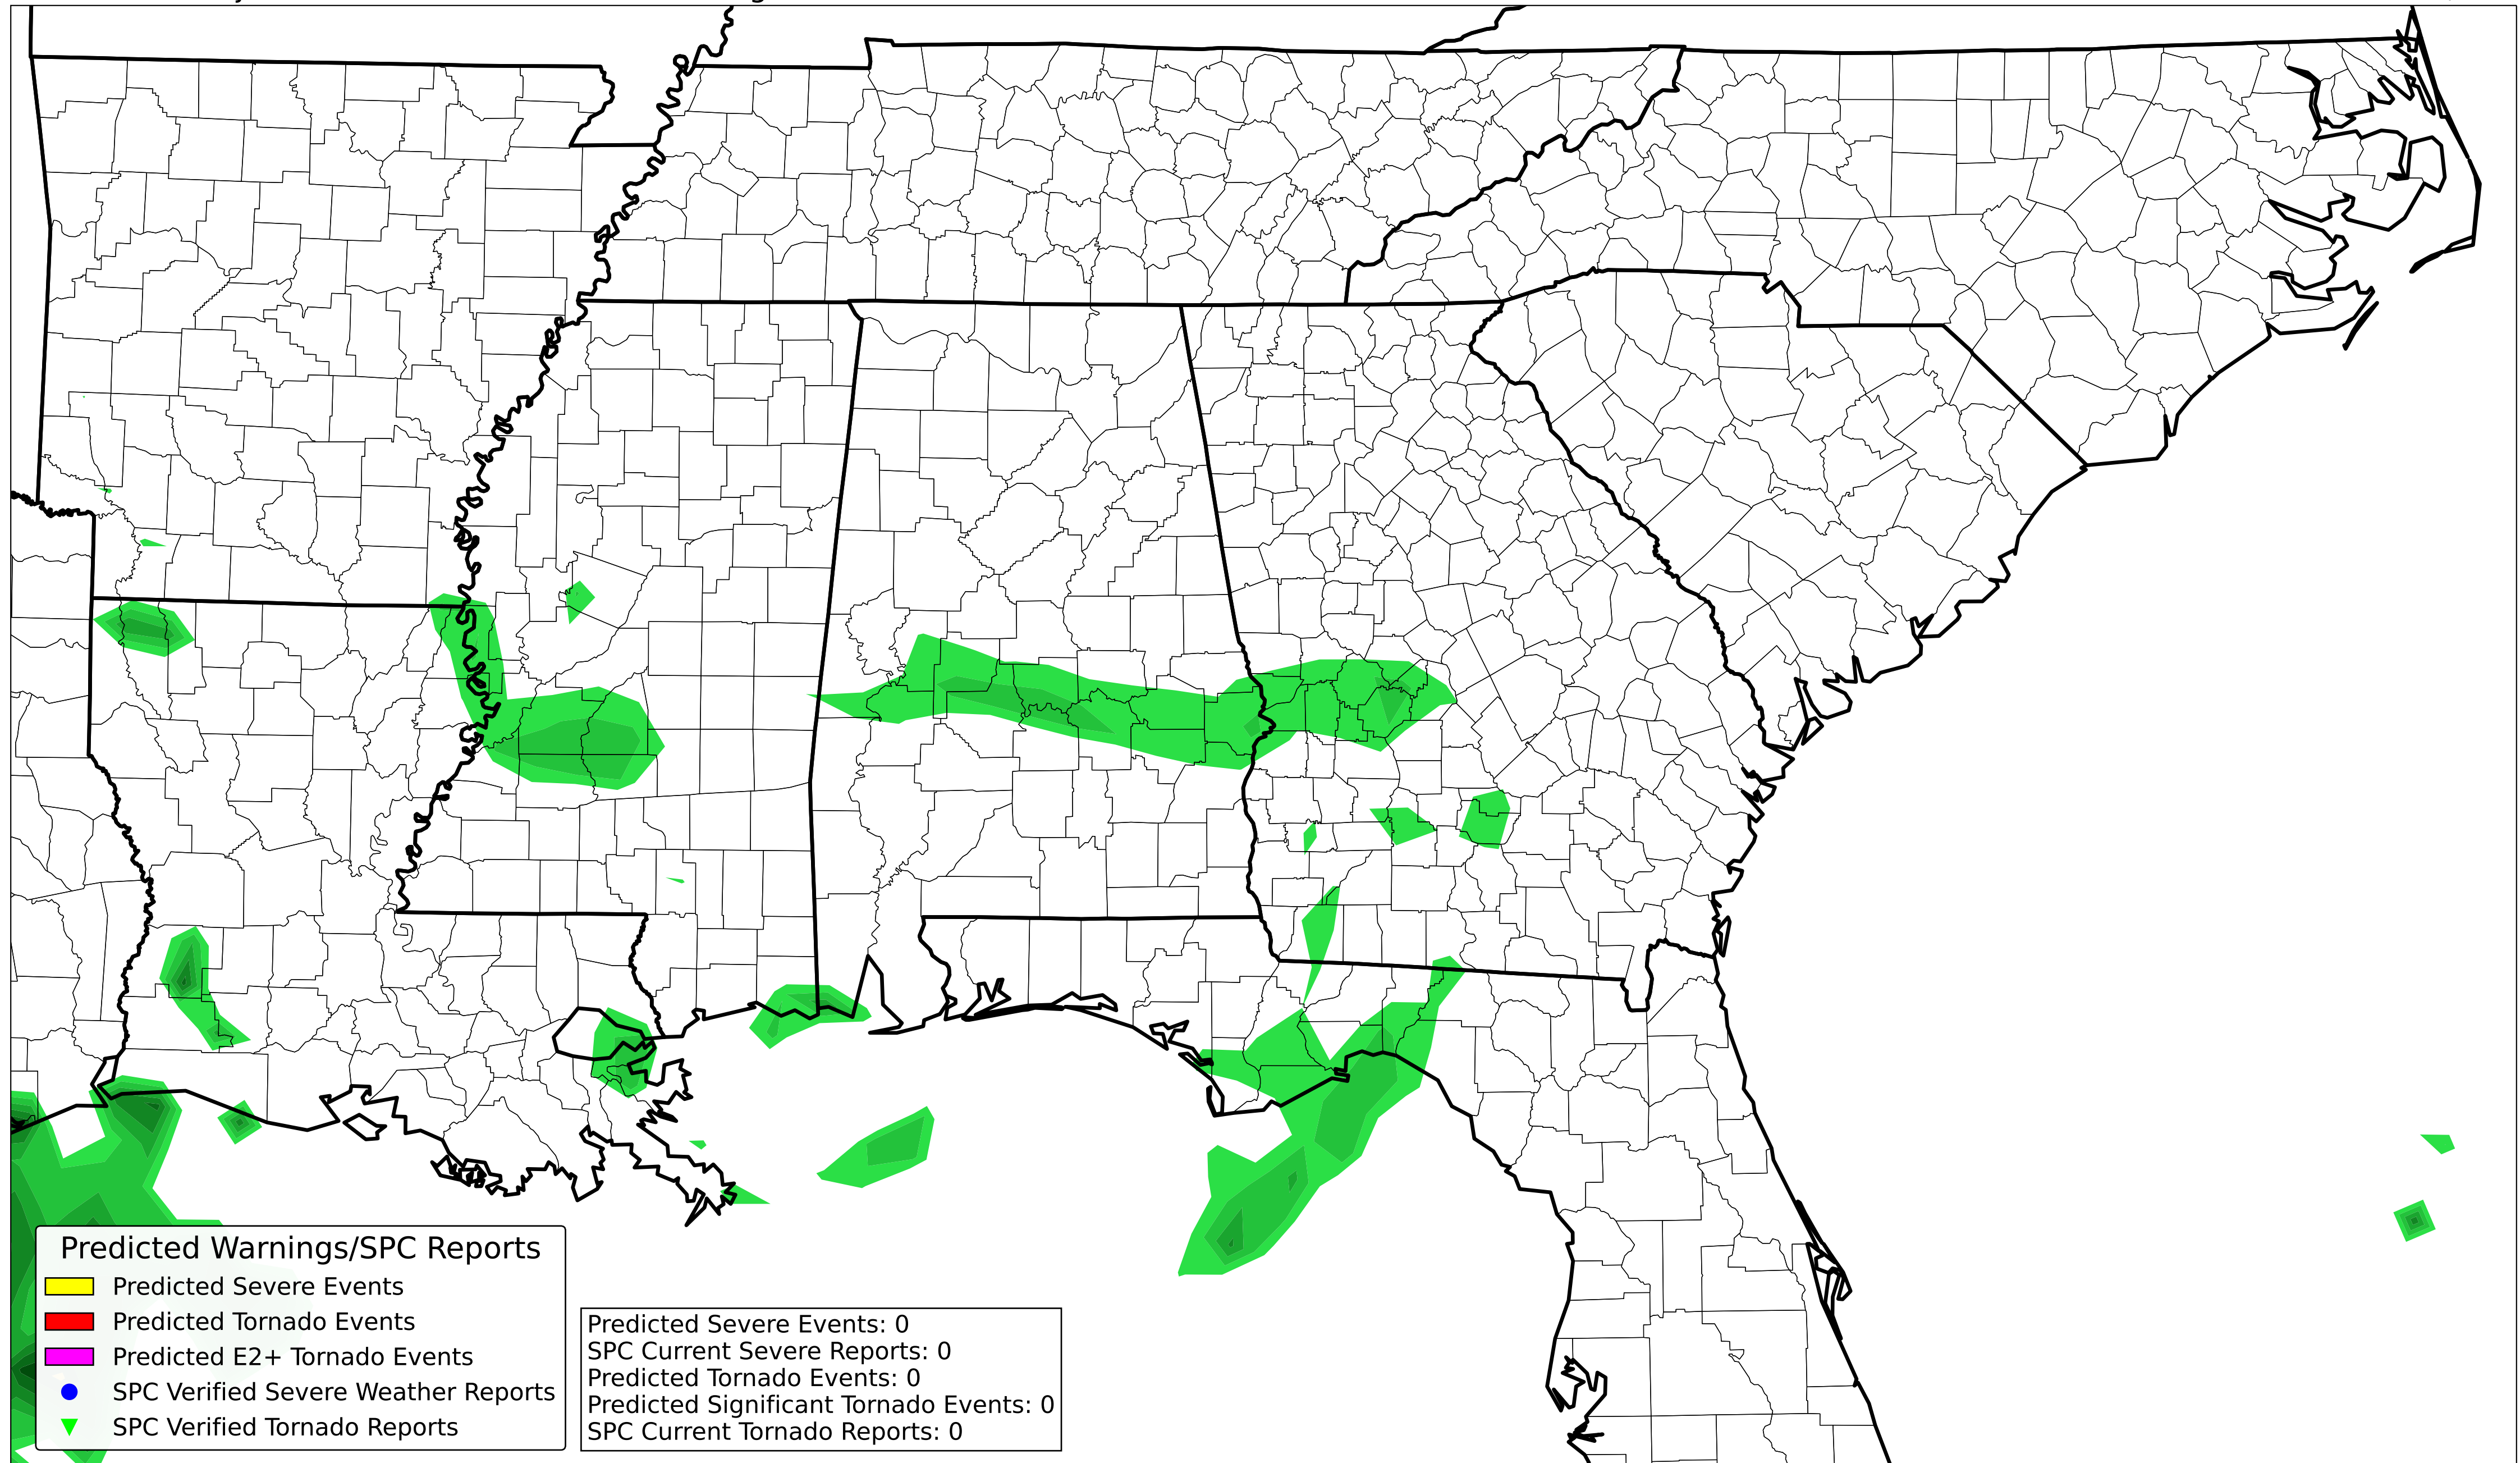 Predicted Warnings/SPC Reports
Predicted Severe Events
Predicted Tornado Events
Predicted E2+ Tornado Events
SPC Verified Severe Weather Reports
SPC Verified Tornado Reports
Predicted Severe Events: 0
SPC Current Severe Reports: 0
Predicted Tornado Events: 0
Predicted Significant Tornado Events: 0
SPC Current Tornado Reports: 0